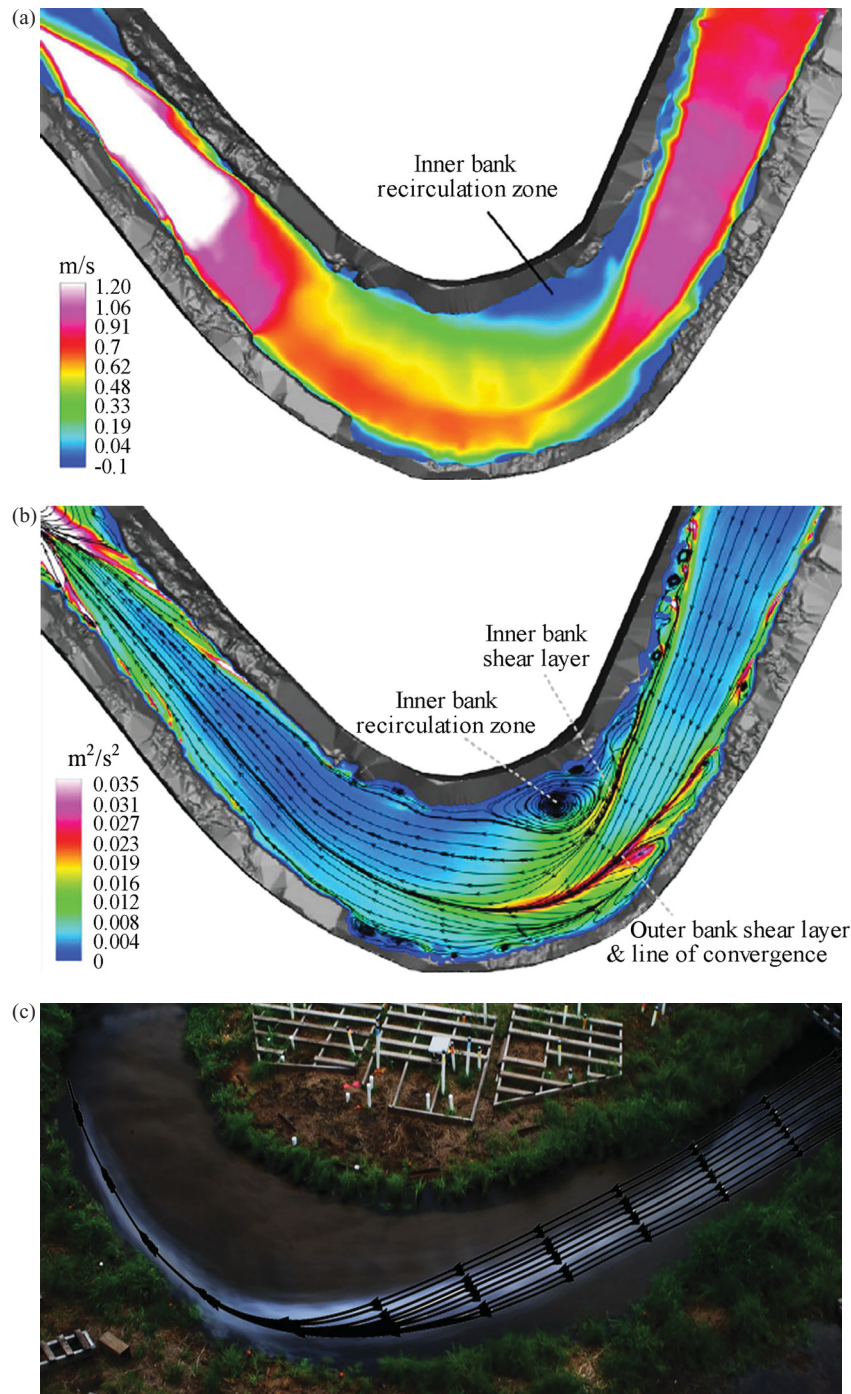 (a)
Inner bank
recirculation zone
m/s
1.20
1.06
0.91
0.7
0.62
0.48
0.33
0.19
0.04
-0.1
(b)
Inner bank
shear layer
Inner bank
recirculation zone
m²/s²
0.035
0.031
0.027
0.023
0.019
0.016
0.012
0.008
0.004
0
Outer bank shear layer
& line of convergence
(c)